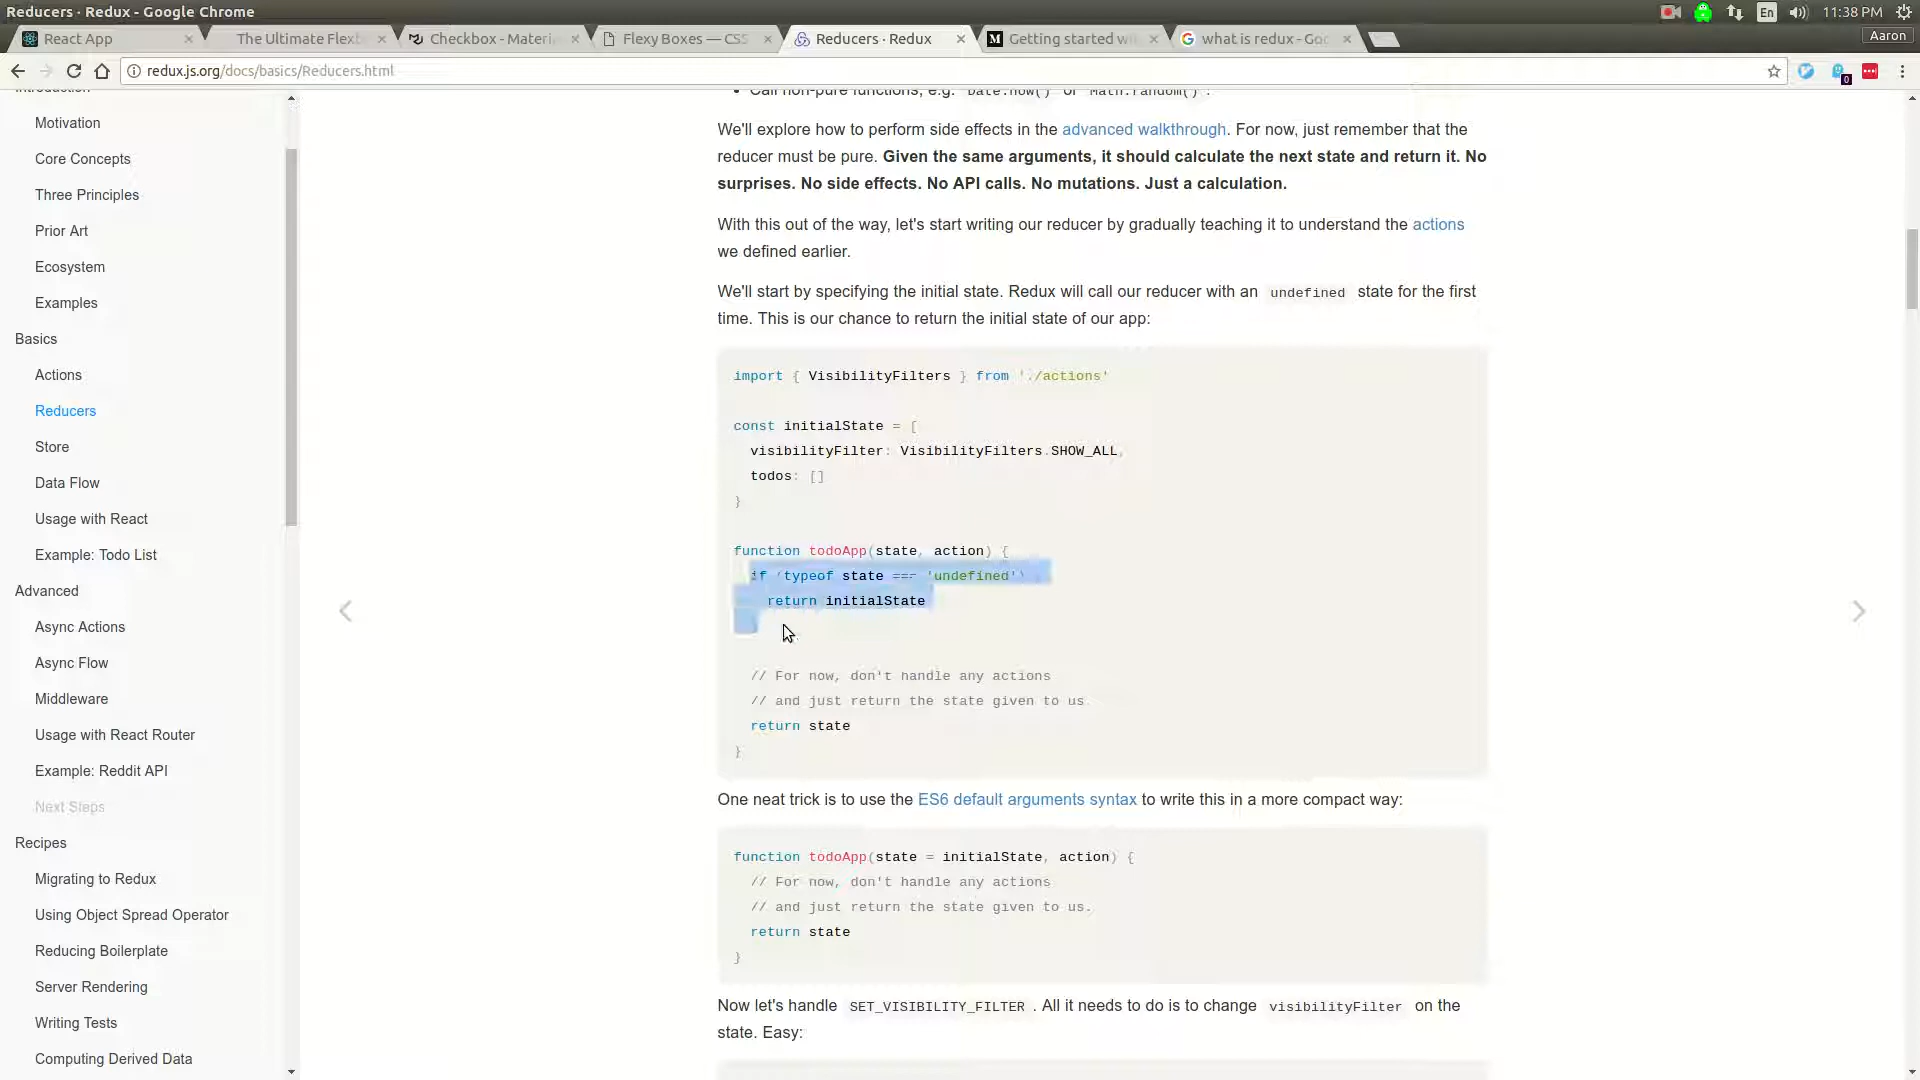 Reducers · Redux - Google Chrome
En
11:38 PM
React App
The Ultimate Flexb
Checkbox - Materi
Flexy Boxes — CSS
Reducers · Redux
Getting started wi
what is redux - Goo
Aaron
redux.js.org/docs/basics/Reducers.html
0
Introduction
Motivation
Core Concepts
Three Principles
Prior Art
Ecosystem
Examples
Basics
Actions
Reducers
Store
Data Flow
Usage with React
Example: Todo List
Advanced
Async Actions
Async Flow
Middleware
Usage with React Router
Example: Reddit API
Next Steps
Recipes
Migrating to Redux
Using Object Spread Operator
Reducing Boilerplate
Server Rendering
Writing Tests
Computing Derived Data
• Call non-pure functions, e.g. Date.now() or Math.random() .
We'll explore how to perform side effects in the advanced walkthrough. For now, just remember that the
reducer must be pure. Given the same arguments, it should calculate the next state and return it. No
surprises. No side effects. No API calls. No mutations. Just a calculation.
With this out of the way, let's start writing our reducer by gradually teaching it to understand the actions
we defined earlier.
We'll start by specifying the initial state. Redux will call our reducer with an undefined state for the first
time. This is our chance to return the initial state of our app:
import { VisibilityFilters } from './actions'
const initialState = {
visibilityFilter: VisibilityFilters.SHOW_ALL,
todos: []
}
function todoApp(state, action) {
if (typeof state === 'undefined')
return initialState
// For now, don't handle any actions
// and just return the state given to us.
return state
}
One neat trick is to use the ES6 default arguments syntax to write this in a more compact way:
function todoApp(state = initialState, action) {
// For now, don't handle any actions
// and just return the state given to us.
return state
}
Now let's handle SET_VISIBILITY_FILTER . All it needs to do is to change visibilityFilter on the
state. Easy: